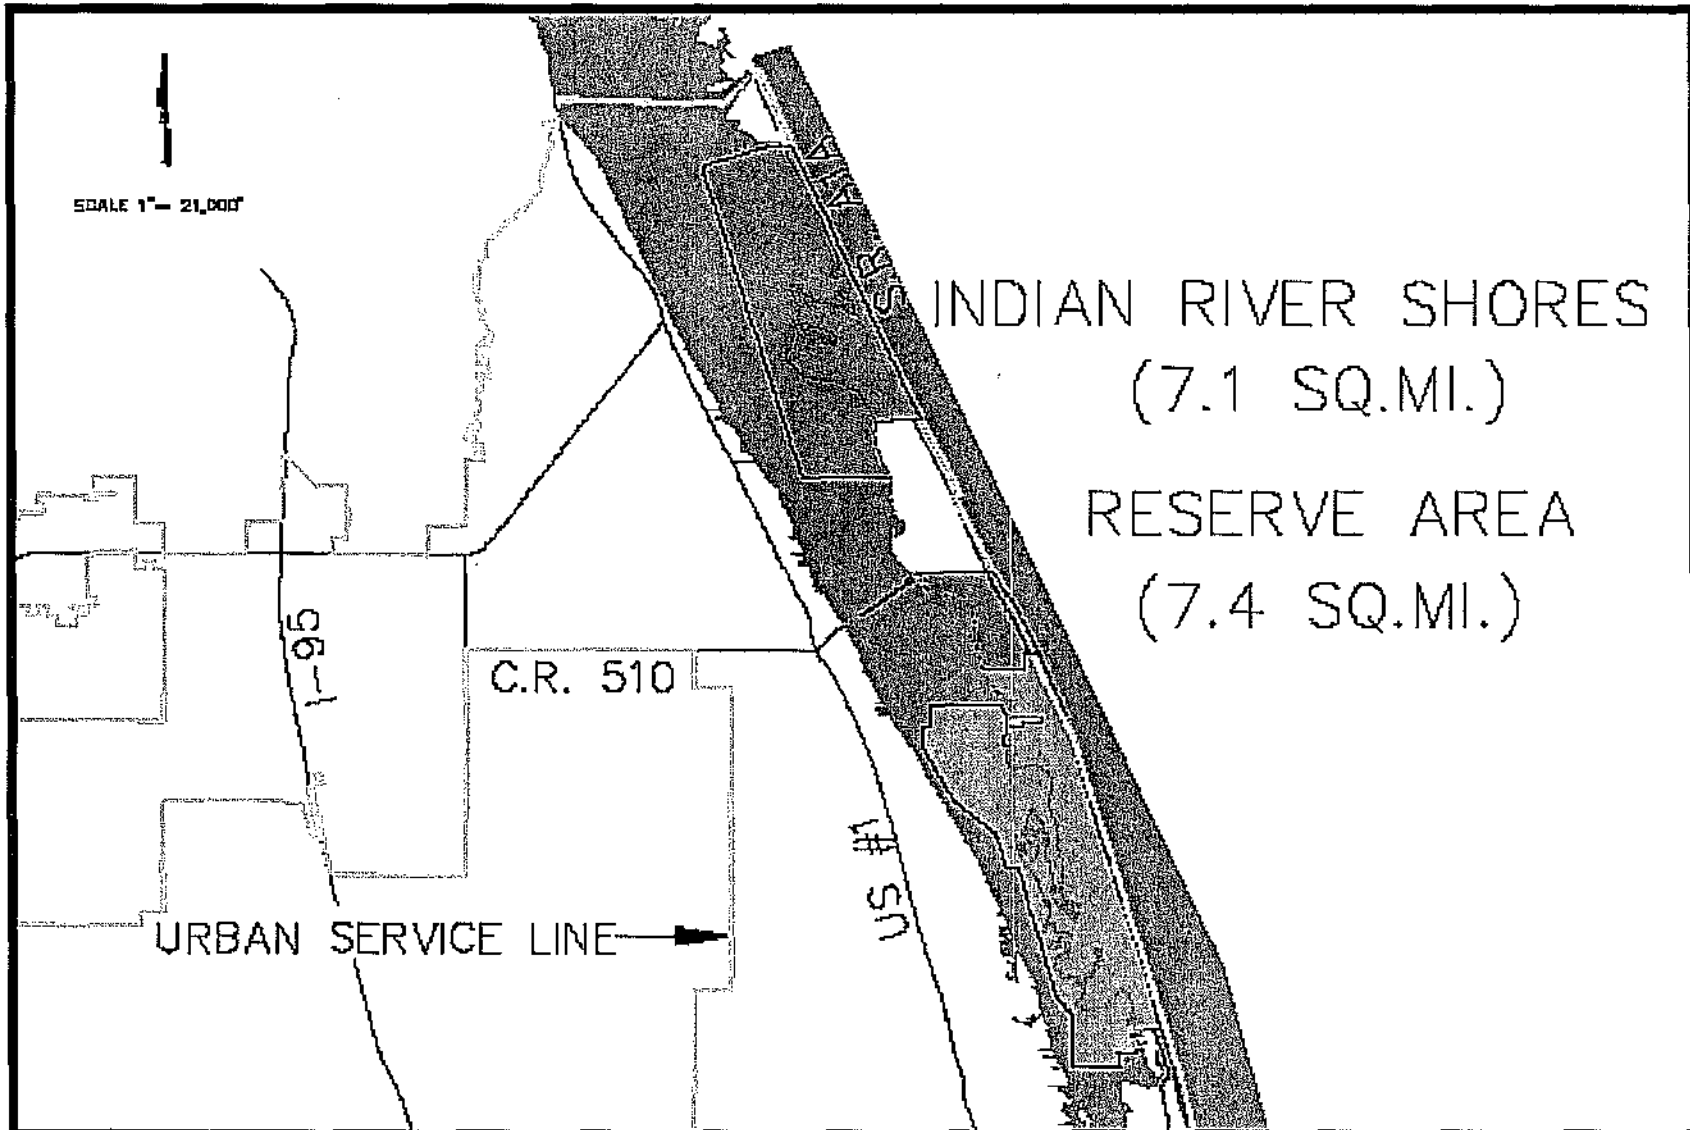 SCALE 1"= 21,000'
S.R. A1A
INDIAN RIVER SHORES
(7.1 SQ.MI.)
RESERVE AREA
(7.4 SQ.MI.)
I-95
C.R. 510
US #1
URBAN SERVICE LINE